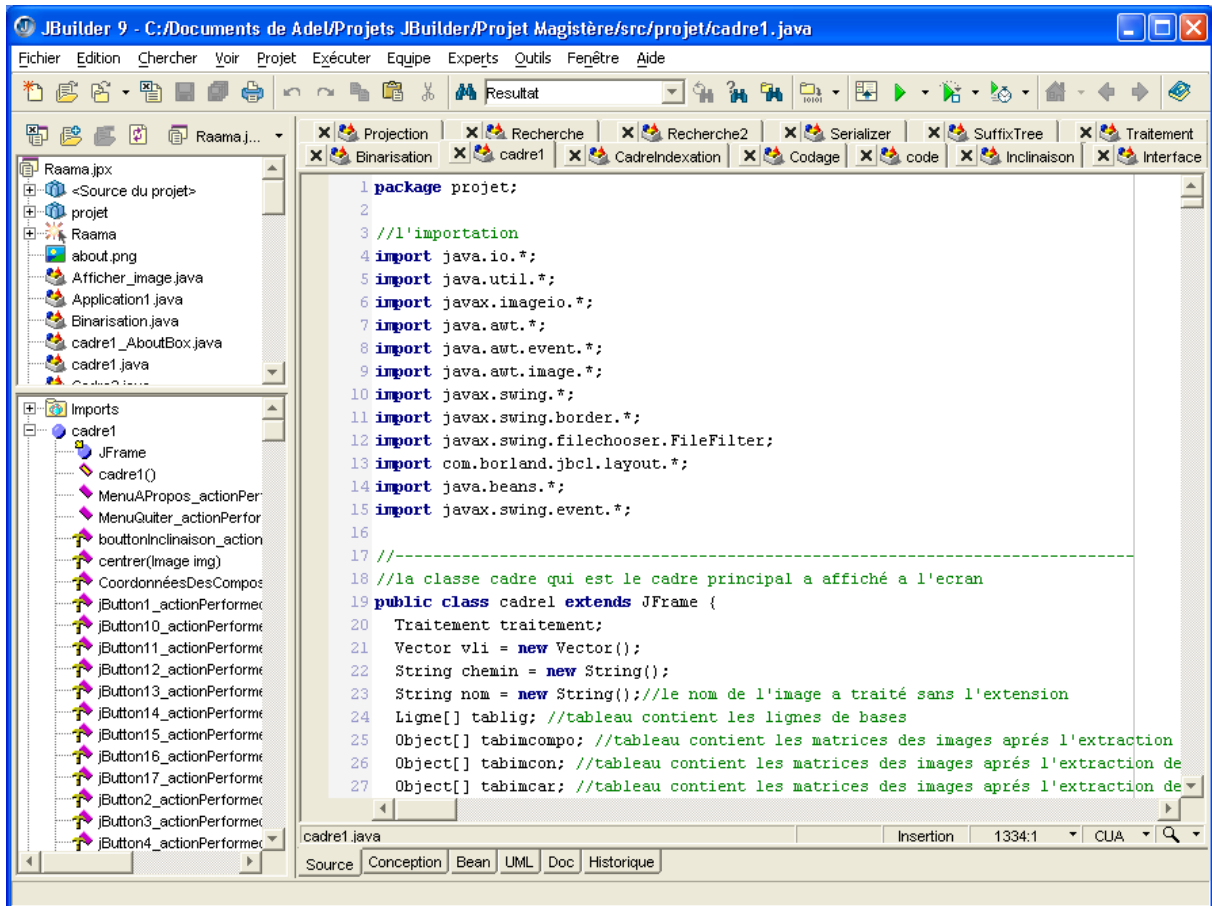 JBuilder 9 - C:/Documents de Adel/Projets JBuilder/Projet Magistère/src/projet/cadre1.java
Fichier Edition Chercher Voir Projet Exécuter Equipe Experts Outils Fenêtre Aide
Resultat
Raama.j...
Projection Recherche Recherche2 Serializer SuffixTree Traitement
Binarisation cadre1 CadreIndexation Codage code Inclinaison Interface
Raama.jpx
<Source du projet>
projet
Raama
about.png
Afficher_image.java
Application1.java
Binarisation.java
cadre1_AboutBox.java
cadre1.java
Imports
cadre1
JFrame
cadre1()
MenuAPropos_actionPer
MenuQuiter_actionPerfor
bouttonInclinaison_action
centrer(Image img)
CoordonnéesDesCompos
jButton1_actionPerformed
jButton10_actionPerforme
jButton11_actionPerforme
jButton12_actionPerforme
jButton13_actionPerforme
jButton14_actionPerforme
jButton15_actionPerforme
jButton16_actionPerforme
jButton17_actionPerforme
jButton2_actionPerformed
jButton3_actionPerformed
jButton4_actionPerformed
1 package projet;
2
3 //l'importation
4 import java.io.*;
5 import java.util.*;
6 import javax.imageio.*;
7 import java.awt.*;
8 import java.awt.event.*;
9 import java.awt.image.*;
10 import javax.swing.*;
11 import javax.swing.border.*;
12 import javax.swing.filechooser.FileFilter;
13 import com.borland.jbcl.layout.*;
14 import java.beans.*;
15 import javax.swing.event.*;
16
17 //-------------------------------------------------------------------------------
18 //la classe cadre qui est le cadre principal a affiché a l'ecran
19 public class cadre1 extends JFrame {
20 Traitement traitement;
21 Vector vli = new Vector();
22 String chemin = new String();
23 String nom = new String();//le nom de l'image a traité sans l'extension
24 Ligne[] tablig; //tableau contient les lignes de bases
25 Object[] tabimcompo; //tableau contient les matrices des images aprés l'extraction
26 Object[] tabimcon; //tableau contient les matrices des images aprés l'extraction de
27 Object[] tabimcar; //tableau contient les matrices des images aprés l'extraction de
cadre1.java Insertion 1334:1 CUA
Source Conception Bean UML Doc Historique